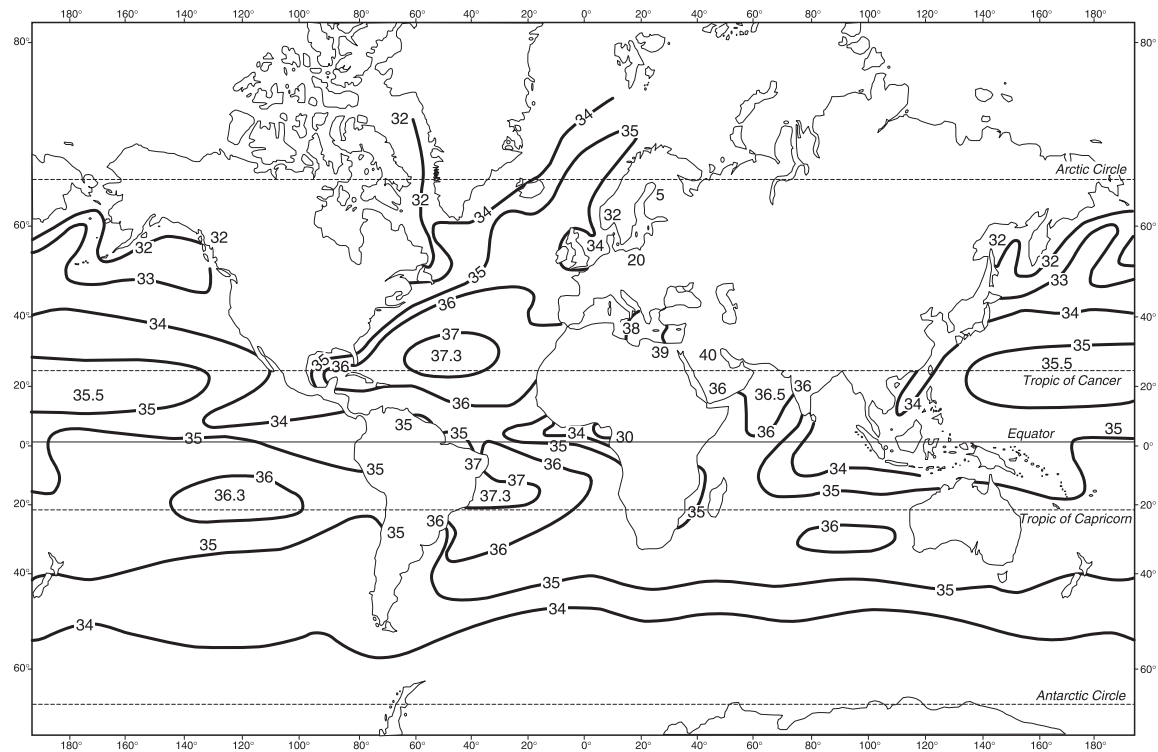 180° 160° 140° 120° 100° 80° 60° 40° 20° 0° 20° 40° 60° 80° 100° 120° 140° 160° 180°
80° 80°
34
32 35
Arctic Circle
5
32
34 32
60° 60°
32 32 34 32
32 20 33
33 35
36
40° 34 34 40°
37 38 35
35 36 37.3 39 40 35.5
20° 35.5 36 36 36.5 36 Tropic of Cancer 20°
35 36 34
34 35 35 34 30 36 Equator 35
0° 35 35 0°
35 37 36 34
36 37 35
36.3 37.3
20° 35 20°
36 36 Tropic of Capricorn
35 35 36
40° 35 35 40°
34 34
60° 60°
Antarctic Circle
180° 160° 140° 120° 100° 80° 60° 40° 20° 0° 20° 40° 60° 80° 100° 120° 140° 160° 180°